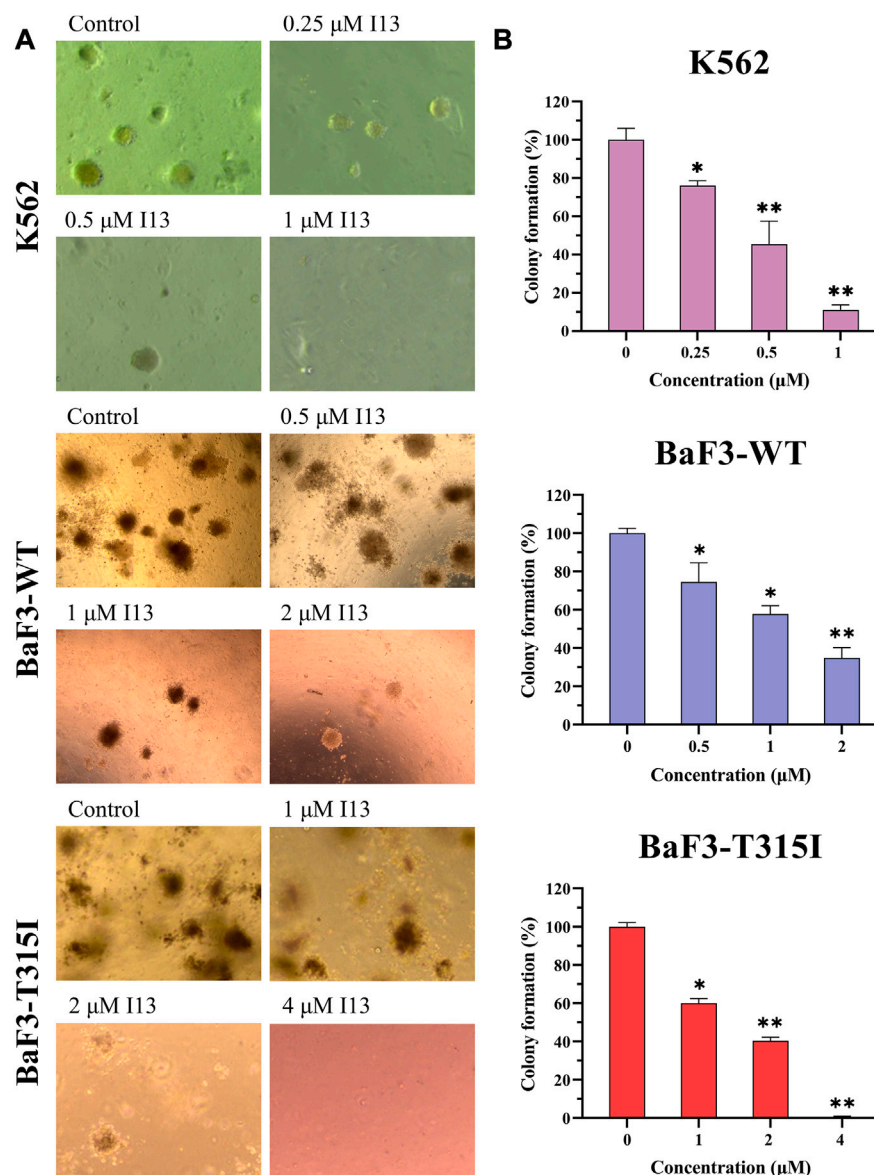 A
Control
0.25 μM I13
K562
0.5 μM I13
1 μM I13
Control
0.5 μM I13
BaF3-WT
1 μM I13
2 μM I13
Control
1 μM I13
BaF3-T315I
2 μM I13
4 μM I13
B
K562
Colony formation (%)
120
100
80
60
40
20
0
*
**
**
0 0.25 0.5 1
Concentration (μM)
BaF3-WT
Colony formation (%)
120
100
80
60
40
20
0
*
*
**
0 0.5 1 2
Concentration (μM)
BaF3-T315I
Colony formation (%)
120
100
80
60
40
20
0
*
**
**
0 1 2 4
Concentration (μM)